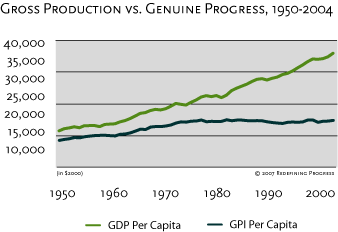 Gross Production vs. Genuine Progress, 1950-2004
40,000
35,000
30,000
25,000
20,000
15,000
10,000
(in $2000)
© 2007 Redefining Progress
1950 1960 1970 1980 1990 2000
GDP Per Capita GPI Per Capita